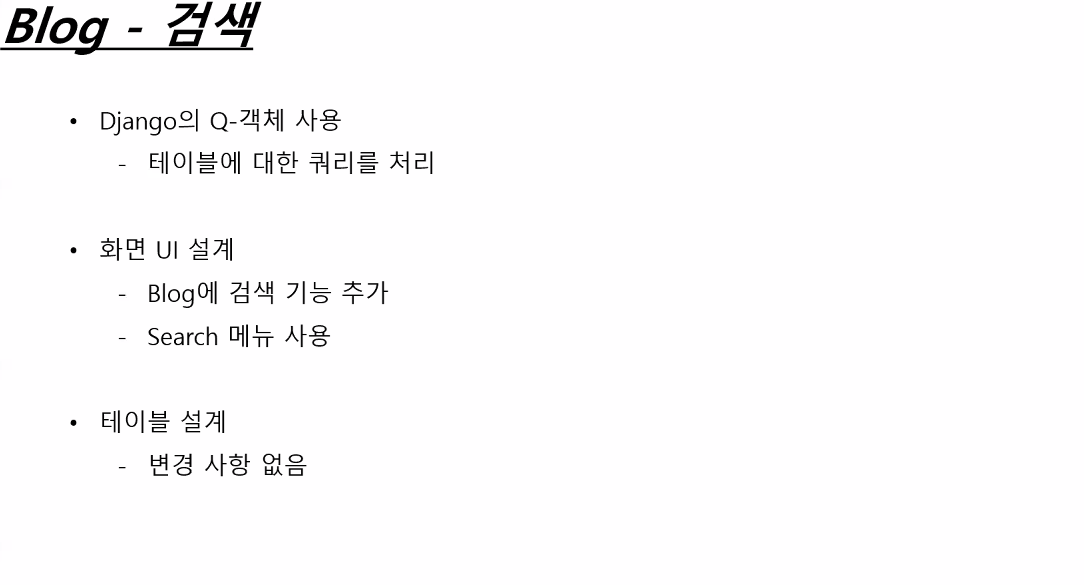 Blog - 검색
• Django의 Q-객체 사용
- 테이블에 대한 쿼리를 처리
• 화면 UI 설계
- Blog에 검색 기능 추가
- Search 메뉴 사용
• 테이블 설계
- 변경 사항 없음